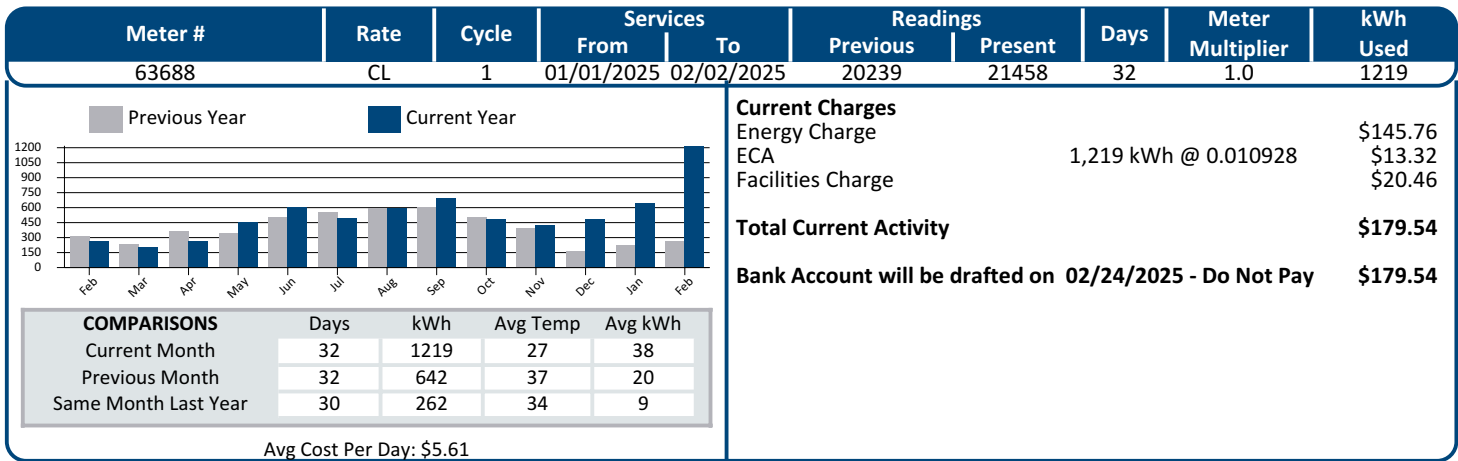 Meter # Rate Cycle Services Readings Days Meter Multiplier kWh Used
From To Previous Present
63688 CL 1 01/01/2025 02/02/2025 20239 21458 32 1.0 1219
Previous Year Current Year
1200
1050
900
750
600
450
300
150
0
Feb Mar Apr May Jun Jul Aug Sep Oct Nov Dec Jan Feb
COMPARISONS Days kWh Avg Temp Avg kWh
Current Month 32 1219 27 38
Previous Month 32 642 37 20
Same Month Last Year 30 262 34 9
Avg Cost Per Day: $5.61
Current Charges
Energy Charge $145.76
ECA 1,219 kWh @ 0.010928 $13.32
Facilities Charge $20.46
Total Current Activity $179.54
Bank Account will be drafted on 02/24/2025 - Do Not Pay $179.54